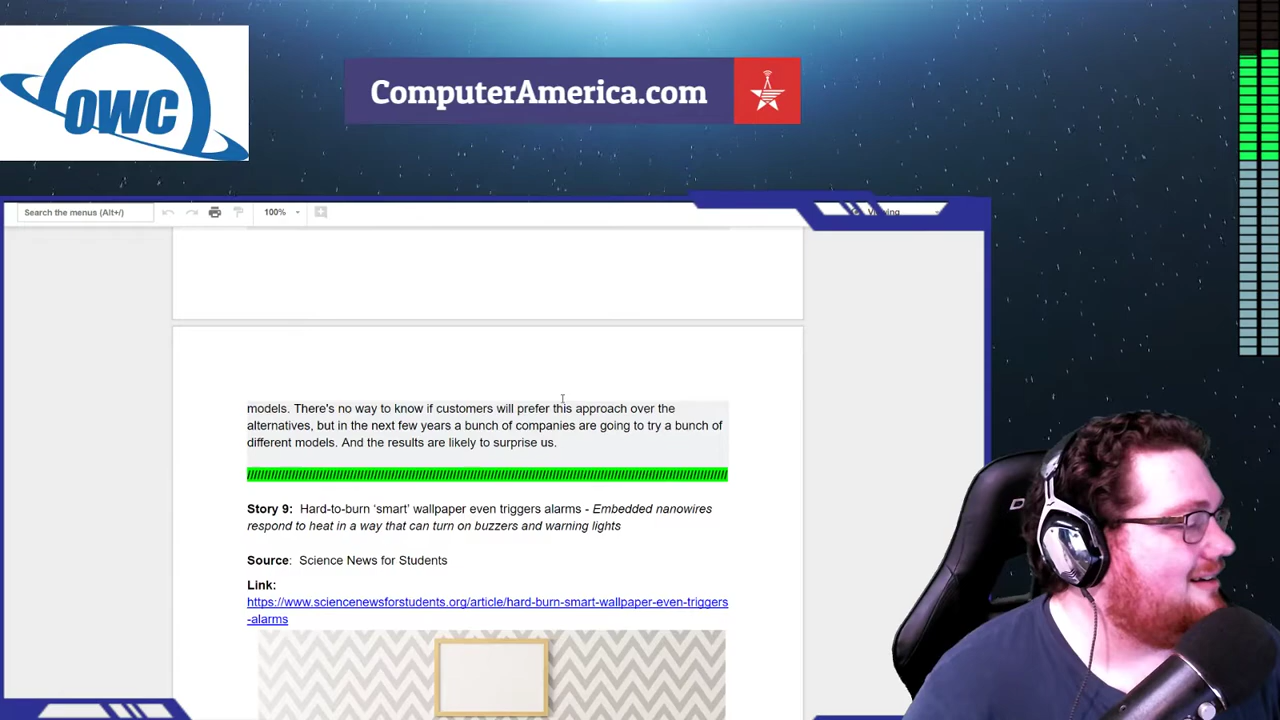 OWC
ComputerAmerica.com
Search the menus (Alt+/)
100%
models. There's no way to know if customers will prefer this approach over the
alternatives, but in the next few years a bunch of companies are going to try a bunch of
different models. And the results are likely to surprise us.
Story 9: Hard-to-burn ‘smart’ wallpaper even triggers alarms - Embedded nanowires
respond to heat in a way that can turn on buzzers and warning lights
Source: Science News for Students
Link:
https://www.sciencenewsforstudents.org/article/hard-burn-smart-wallpaper-even-triggers
-alarms